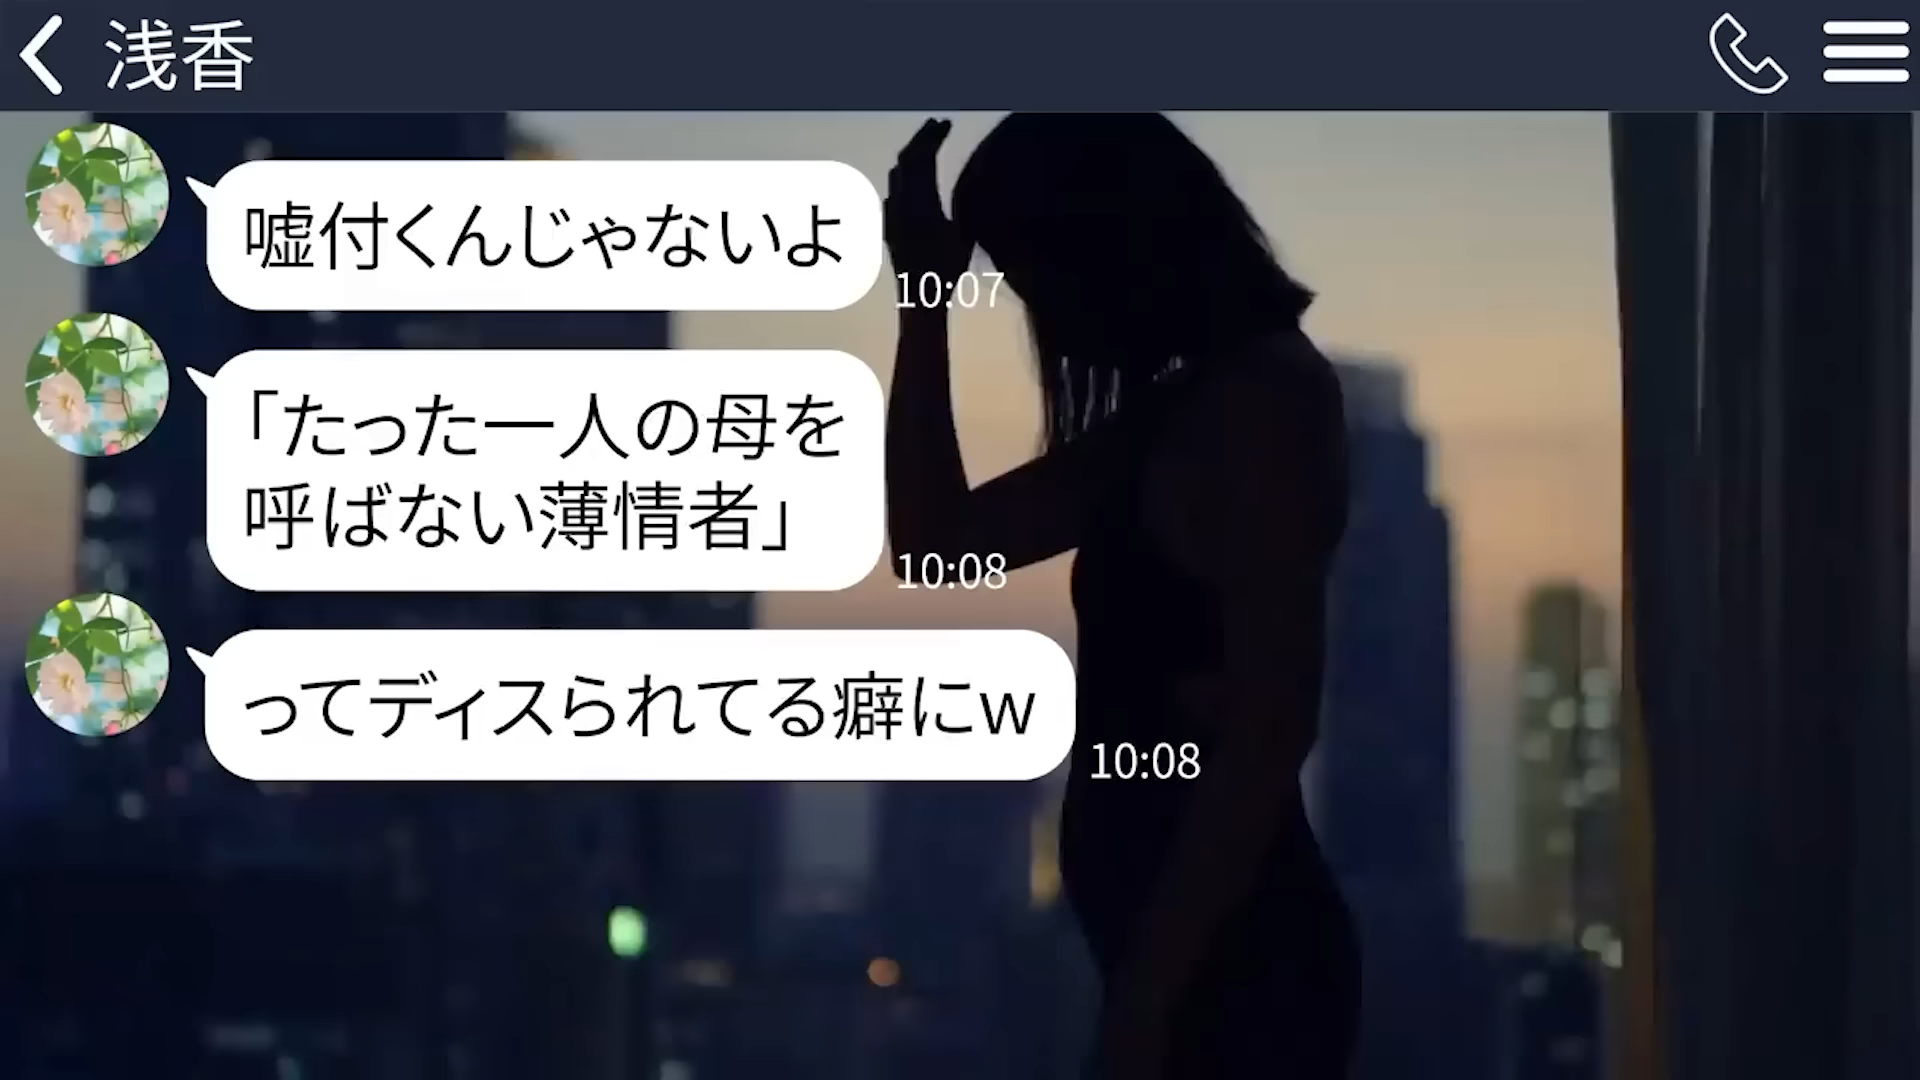 浅香
嘘付くんじゃないよ
10:07
「たった一人の母を
呼ばない薄情者」
10:08
ってディスられてる癖にw
10:08